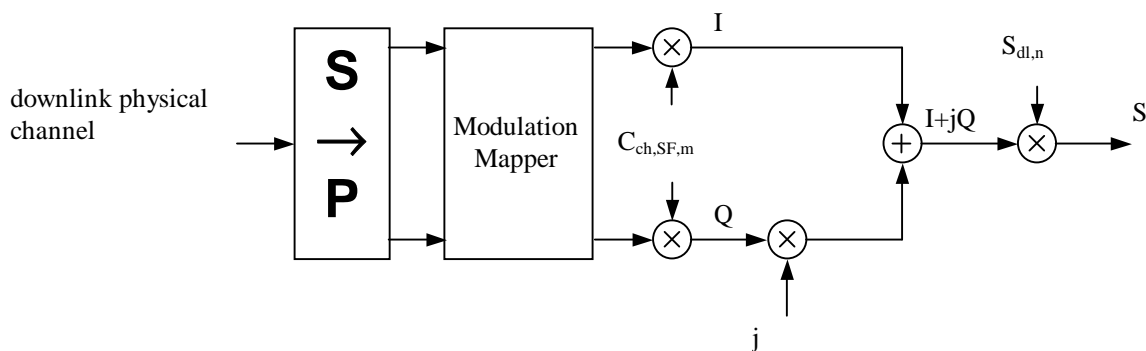 downlink physical
channel
S
→
P
Modulation
Mapper
I
C_ch,SF,m
Q
j
I+jQ
S_dl,n
S